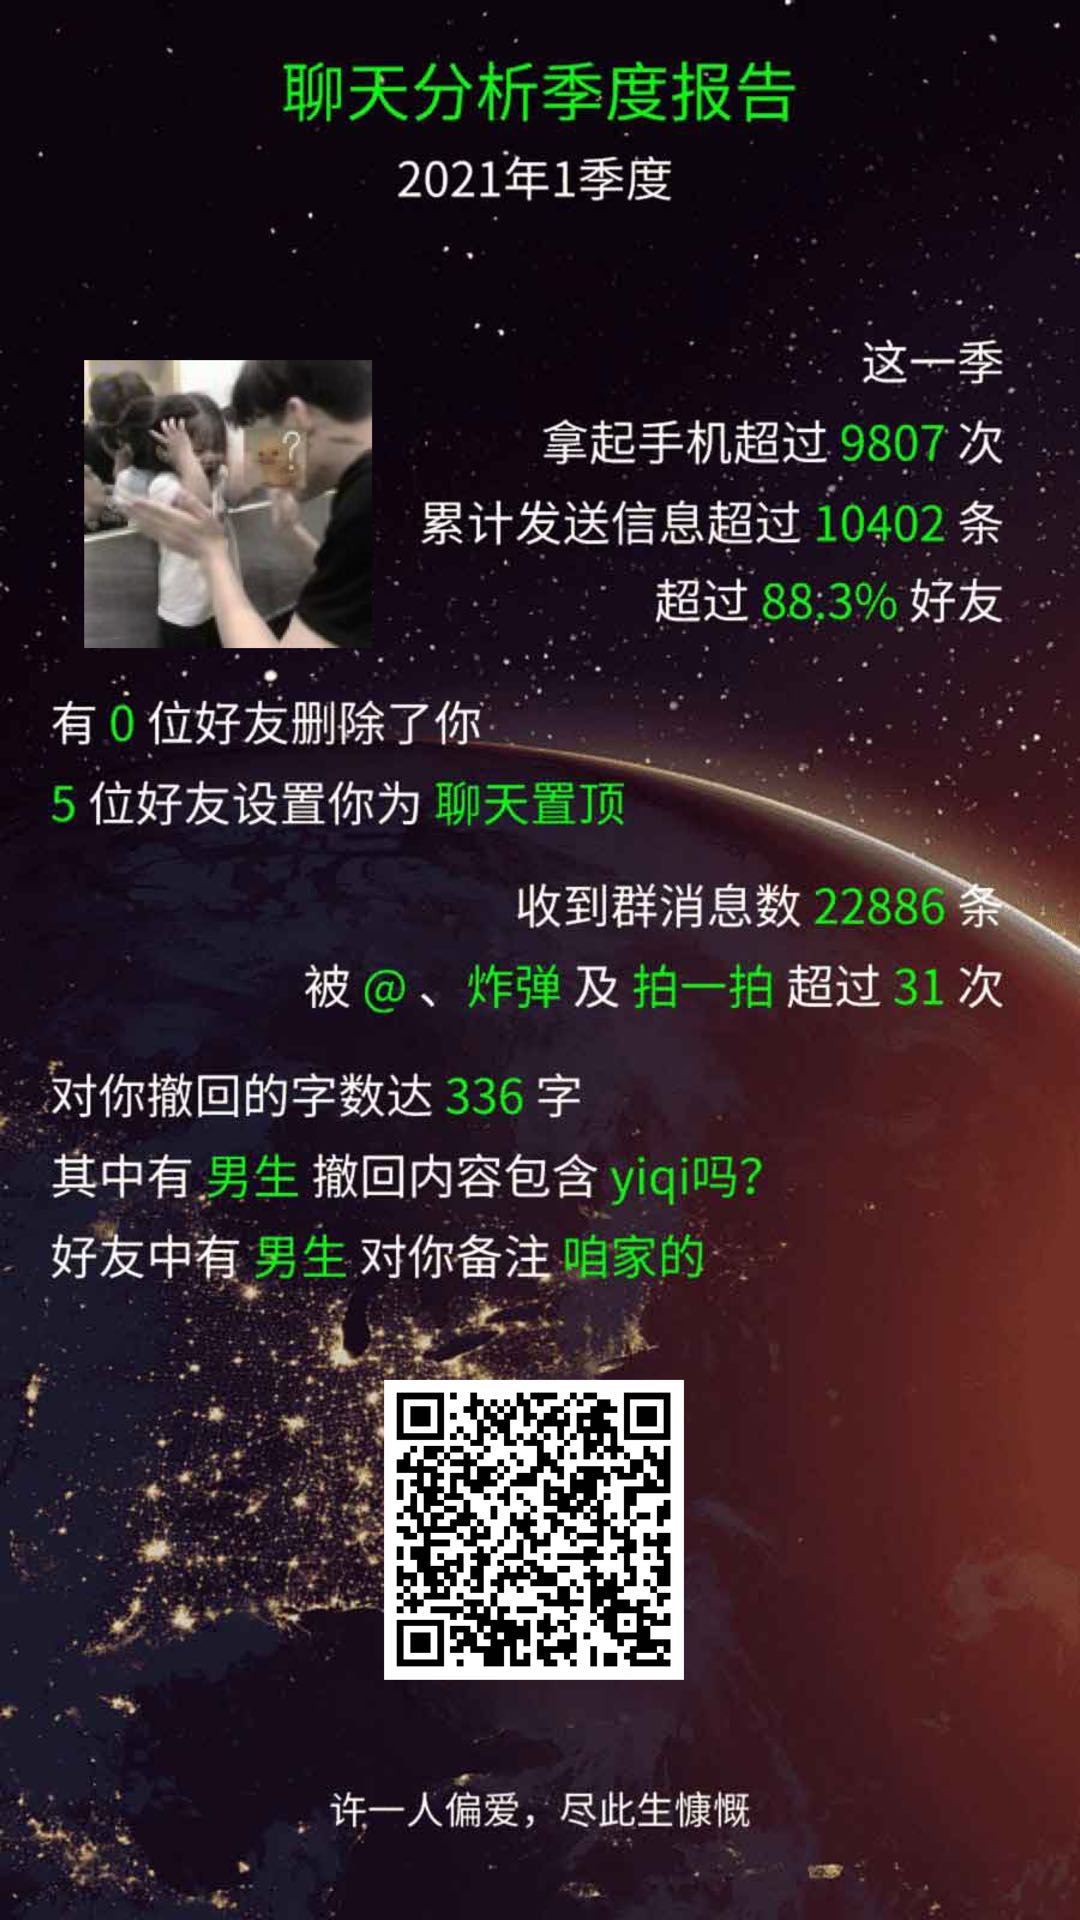 聊天分析季度报告
2021年1季度
?
这一季
拿起手机超过 9807 次
累计发送信息超过 10402 条
超过 88.3% 好友
有 0 位好友删除了你
5 位好友设置你为 聊天置顶
收到群消息数 22886 条
被 @ 、炸弹 及 拍一拍 超过 31 次
对你撤回的字数达 336 字
其中有 男生 撤回内容包含 yiqi吗?
好友中有 男生 对你备注 咱家的
许一人偏爱，尽此生慷慨